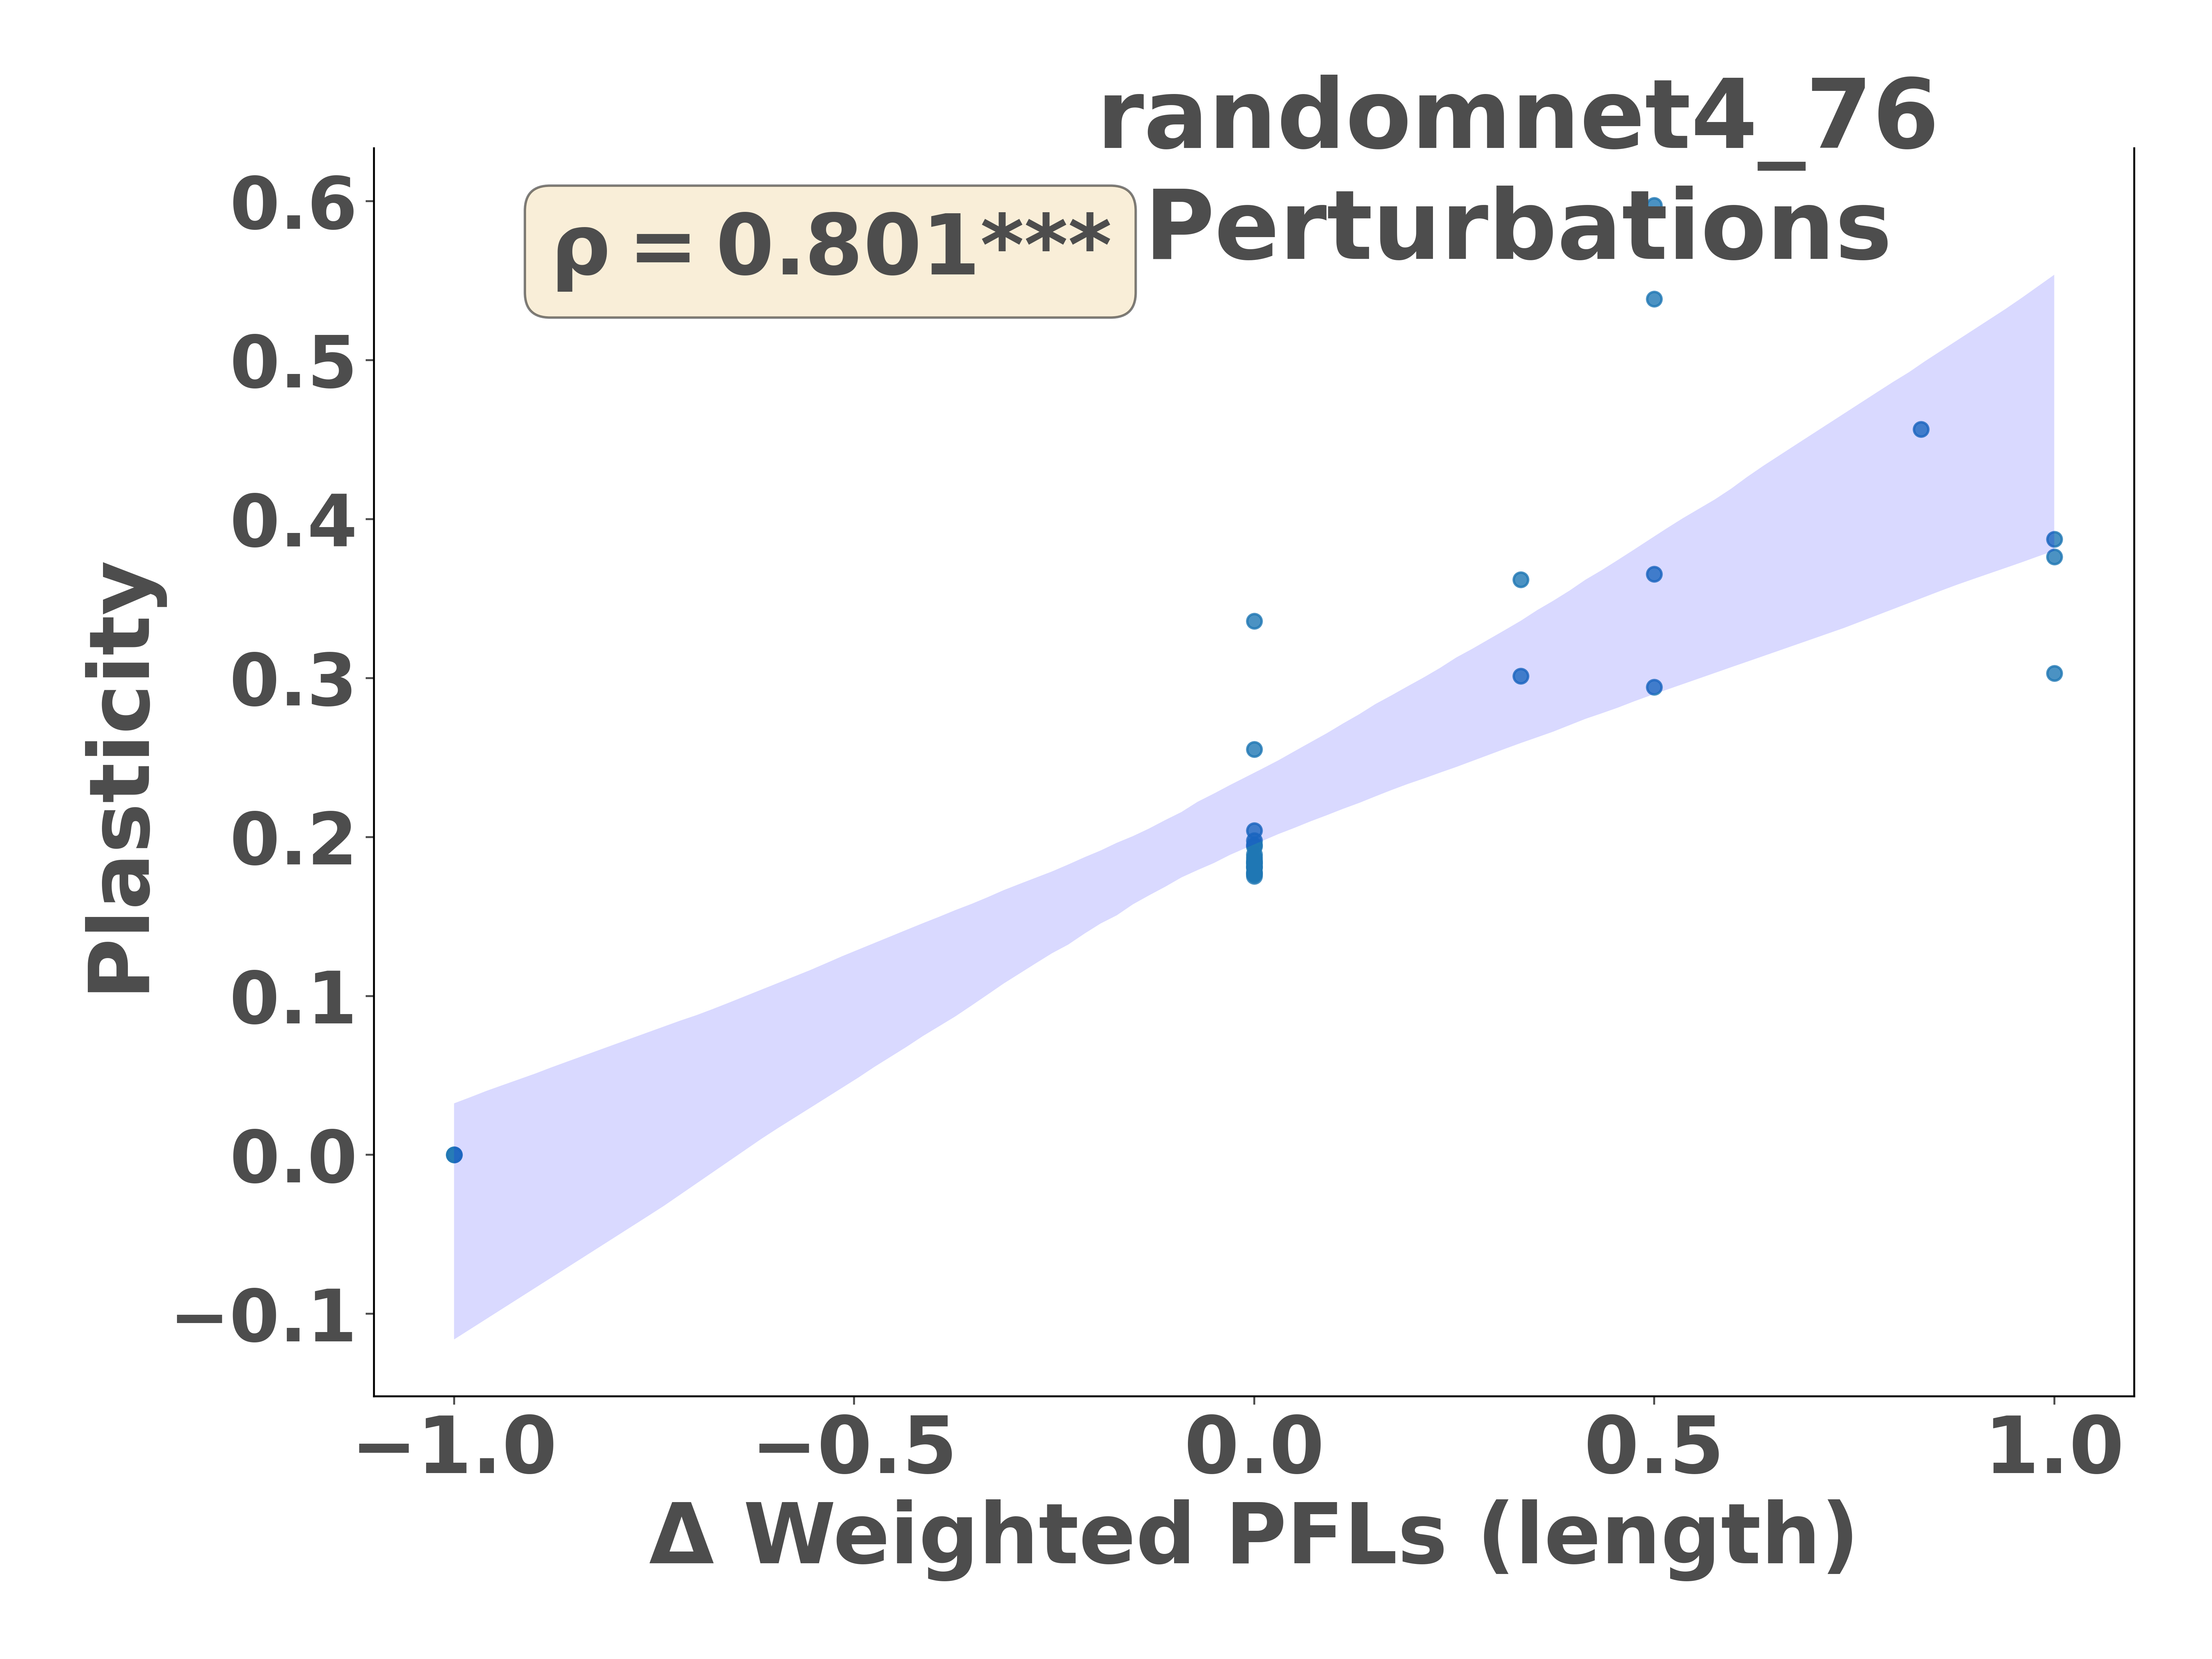 randomnet4_76
Perturbations
ρ = 0.801***
0.6
0.5
0.4
0.3
0.2
0.1
0.0
−0.1
Plasticity
−1.0
−0.5
0.0
0.5
1.0
Δ Weighted PFLs (length)